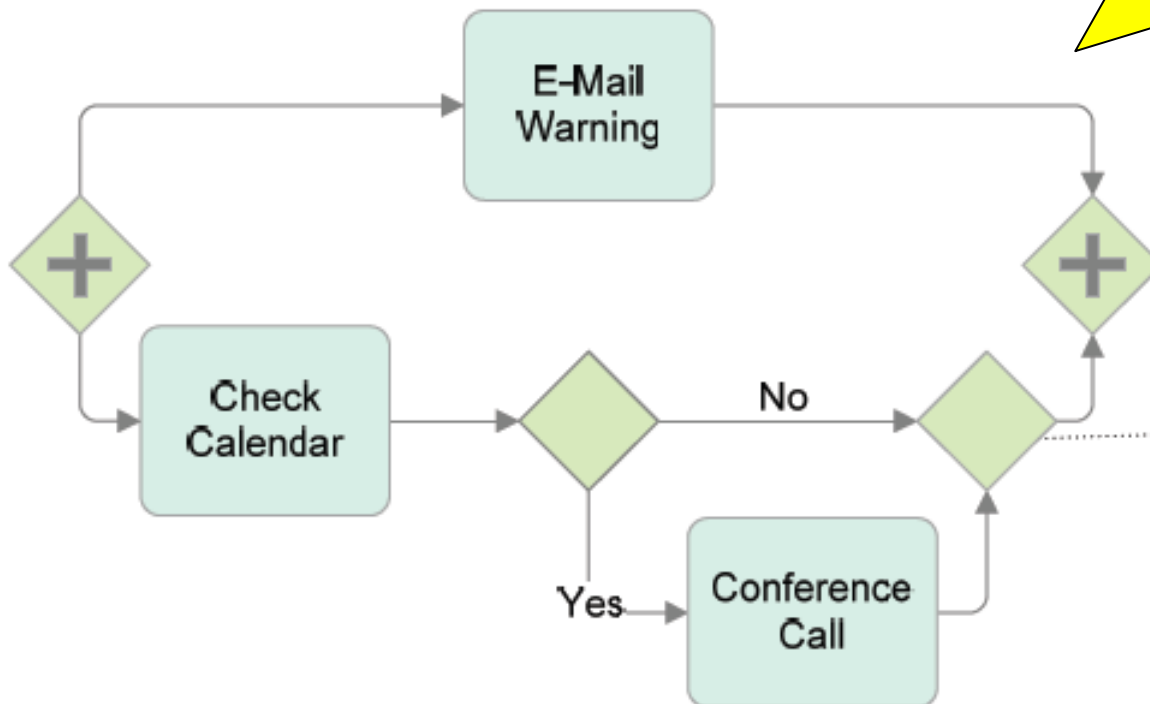 E-Mail
Warning
Check
Calendar
No
Yes
Conference
Call